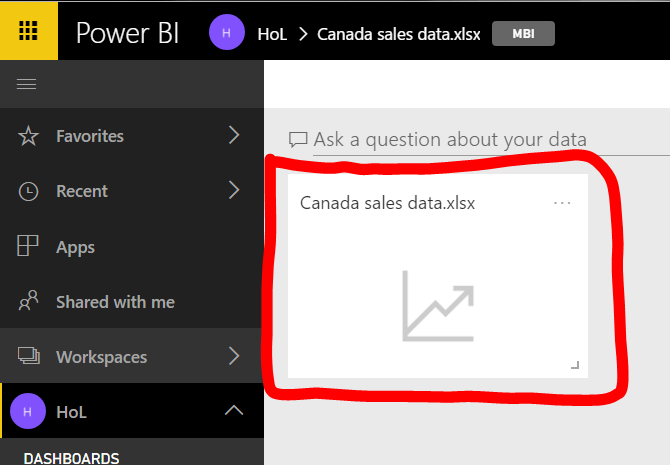 Power BI H HoL > Canada sales data.xlsx MBI
Ask a question about your data
Favorites
Canada sales data.xlsx ...
Recent
Apps
Shared with me
Workspaces
H HoL
DASHBOARDS